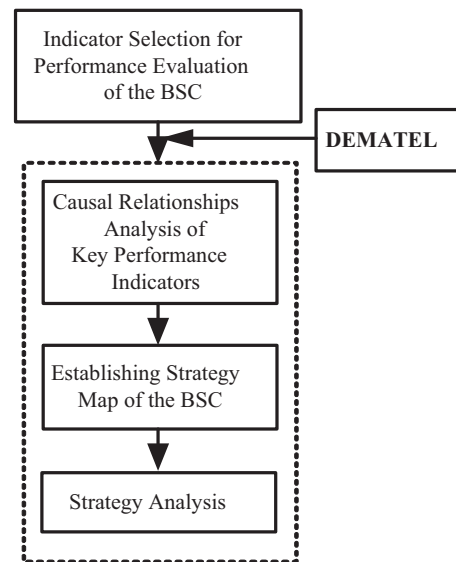 Indicator Selection for
Performance Evaluation
of the BSC
DEMATEL
Causal Relationships
Analysis of
Key Performance
Indicators
Establishing Strategy
Map of the BSC
Strategy Analysis